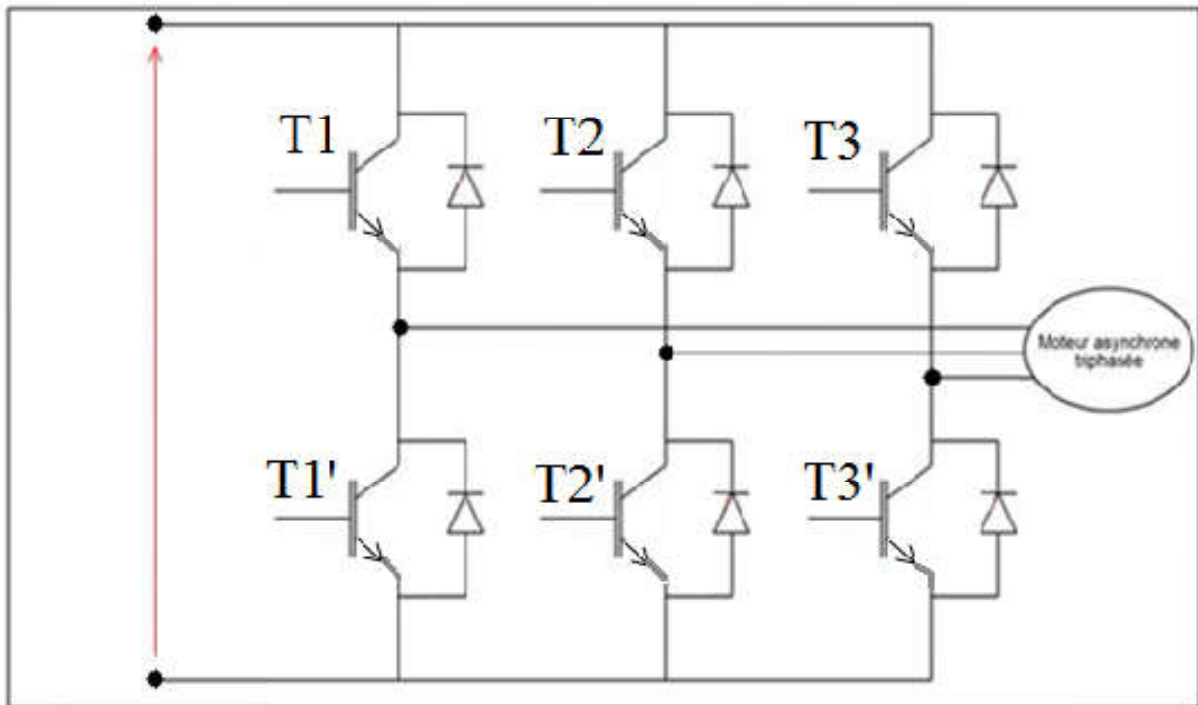 T1
T2
T3
Moteur asynchrone
triphasée
T1'
T2'
T3'